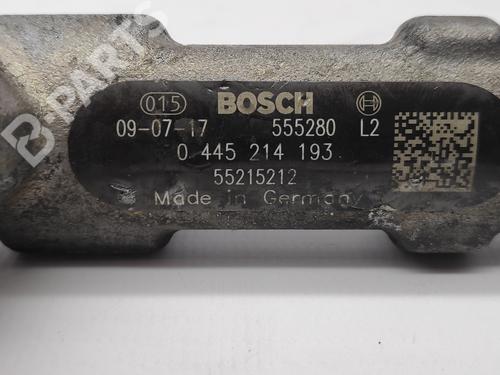 B-PARTS
015 BOSCH
09-07-17 555280 L2
0 445 214 193
55215212
Made in Germany